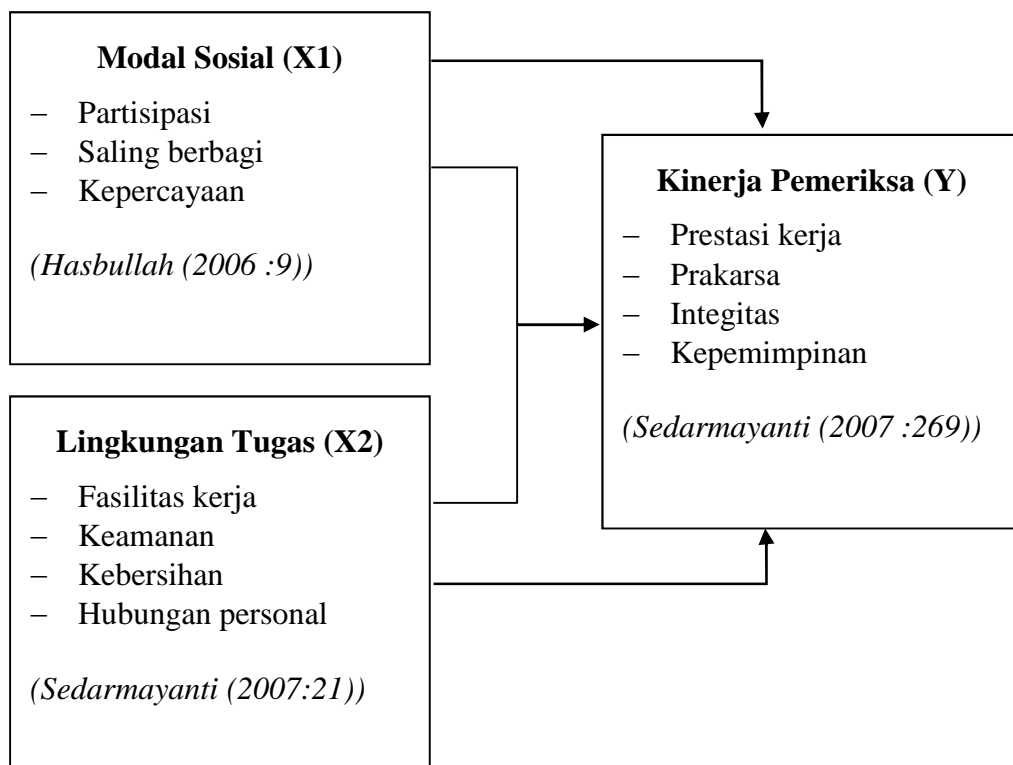 Modal Sosial (X1)
– Partisipasi
– Saling berbagi
– Kepercayaan
(Hasbullah (2006 :9))
Kinerja Pemeriksa (Y)
– Prestasi kerja
– Prakarsa
– Integitas
– Kepemimpinan
(Sedarmayanti (2007 :269))
Lingkungan Tugas (X2)
– Fasilitas kerja
– Keamanan
– Kebersihan
– Hubungan personal
(Sedarmayanti (2007:21))